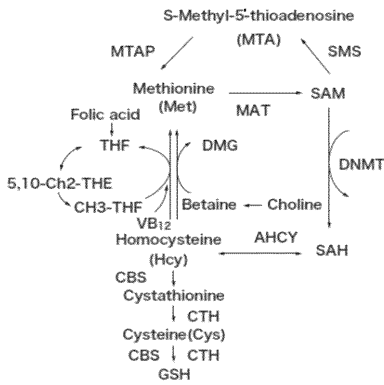 S-Methyl-5'-thioadenosine
(MTA)
MTAP
SMS
Methionine
(Met)
MAT
SAM
Folic acid
THF
DMG
DNMT
5,10-Ch2-THE
CH3-THF
Betaine
Choline
VB12
Homocysteine
(Hcy)
AHCY
SAH
CBS
Cystathionine
CTH
Cysteine(Cys)
CBS
CTH
GSH